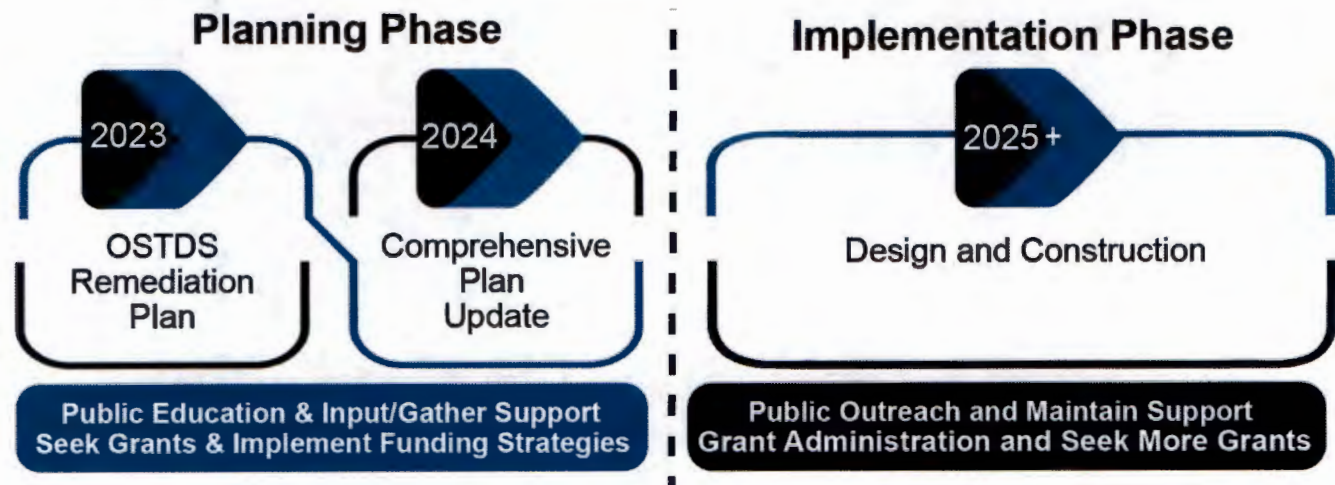 Planning Phase
2023
OSTDS
Remediation
Plan
2024
Comprehensive
Plan
Update
Public Education & Input/Gather Support
Seek Grants & Implement Funding Strategies
Implementation Phase
2025+
Design and Construction
Public Outreach and Maintain Support
Grant Administration and Seek More Grants